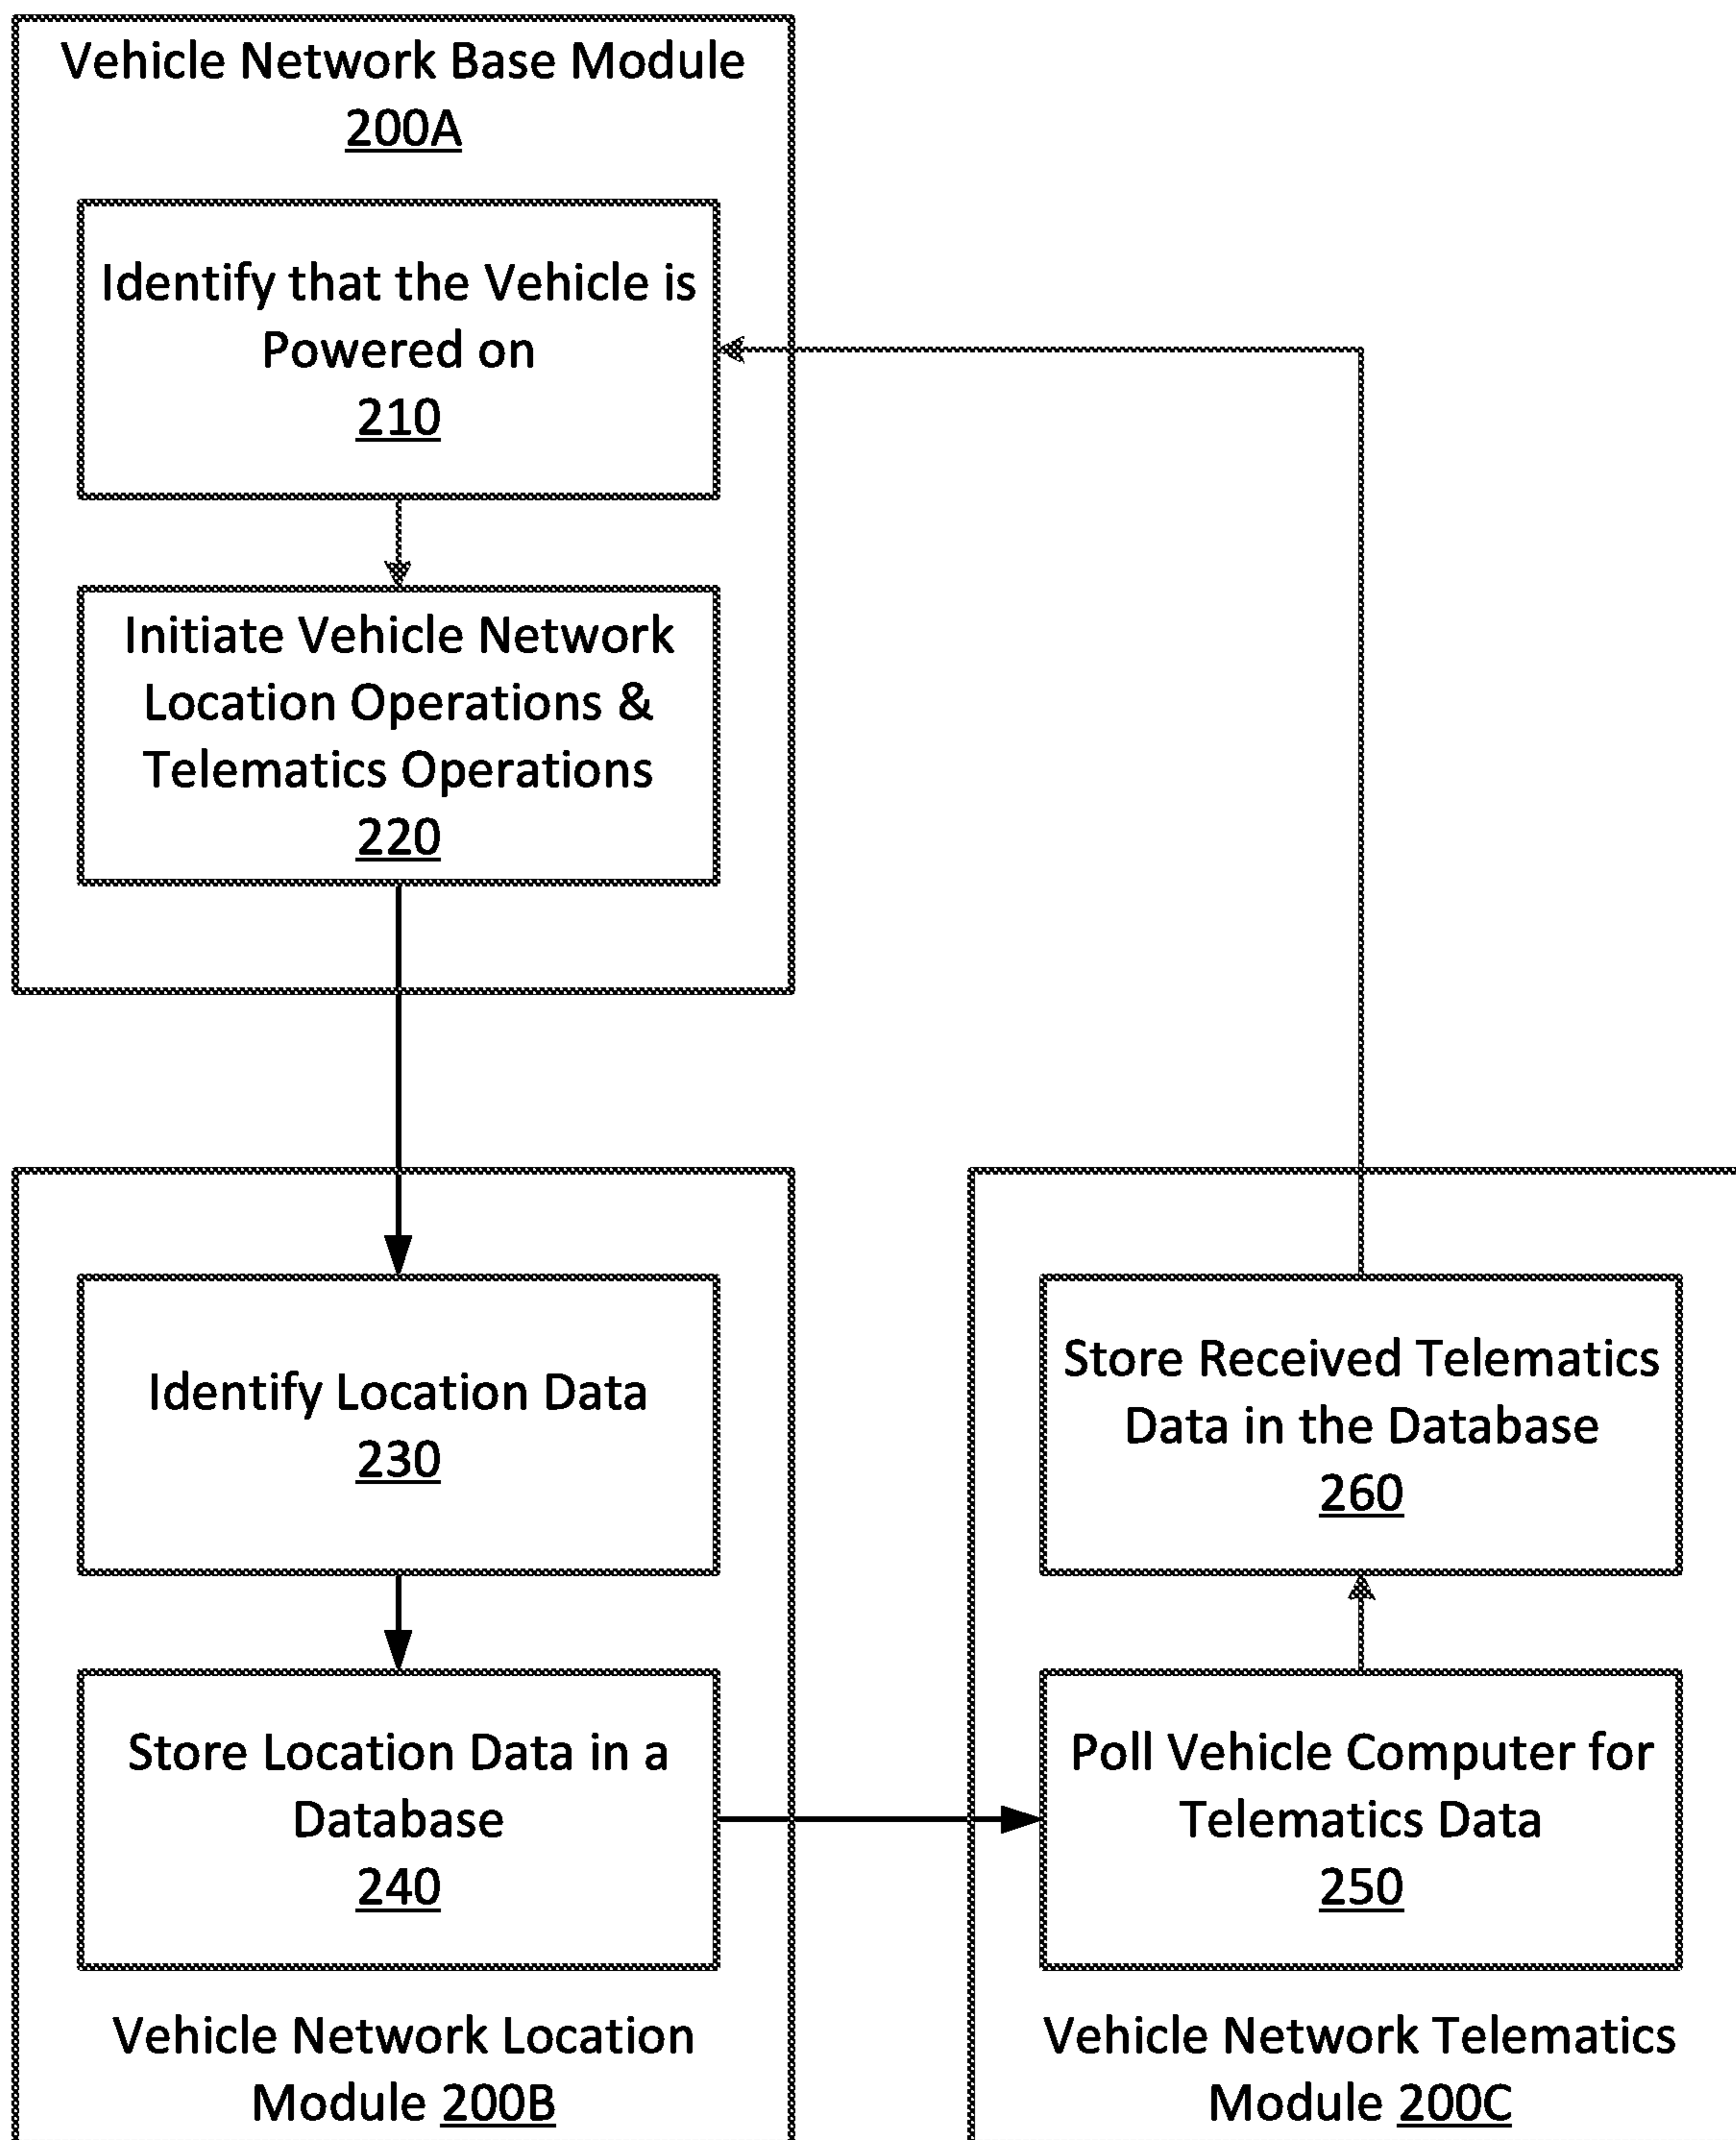 Vehicle Network Base Module
200A
Identify that the Vehicle is
Powered on
210
Initiate Vehicle Network
Location Operations &
Telematics Operations
220
Identify Location Data
230
Store Location Data in a
Database
240
Vehicle Network Location
Module 200B
Store Received Telematics
Data in the Database
260
Poll Vehicle Computer for
Telematics Data
250
Vehicle Network Telematics
Module 200C